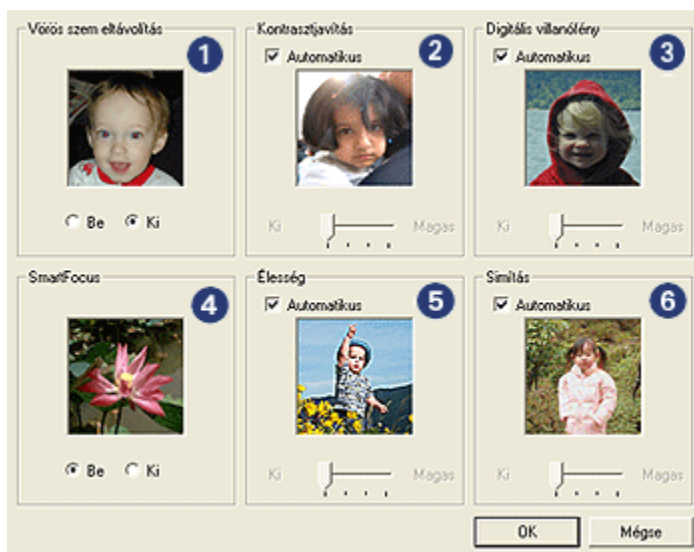 Vörös szem eltávolítás
1
Be
Ki
Kontrasztjavítás
2
Automatikus
Ki
Magas
Digitális villanófény
3
Automatikus
Ki
Magas
SmartFocus
4
Be
Ki
Élesség
5
Automatikus
Ki
Magas
Simítás
6
Automatikus
Ki
Magas
OK
Mégse